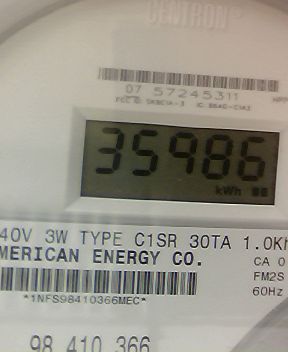 CENTRON®
07 57245311
35986
kWh
40V 3W TYPE C1SR 30TA 1.0Kh
MERICAN ENERGY CO.
CA 0
FM2S
60Hz
*1NFS98410366MEC*
98 410 366